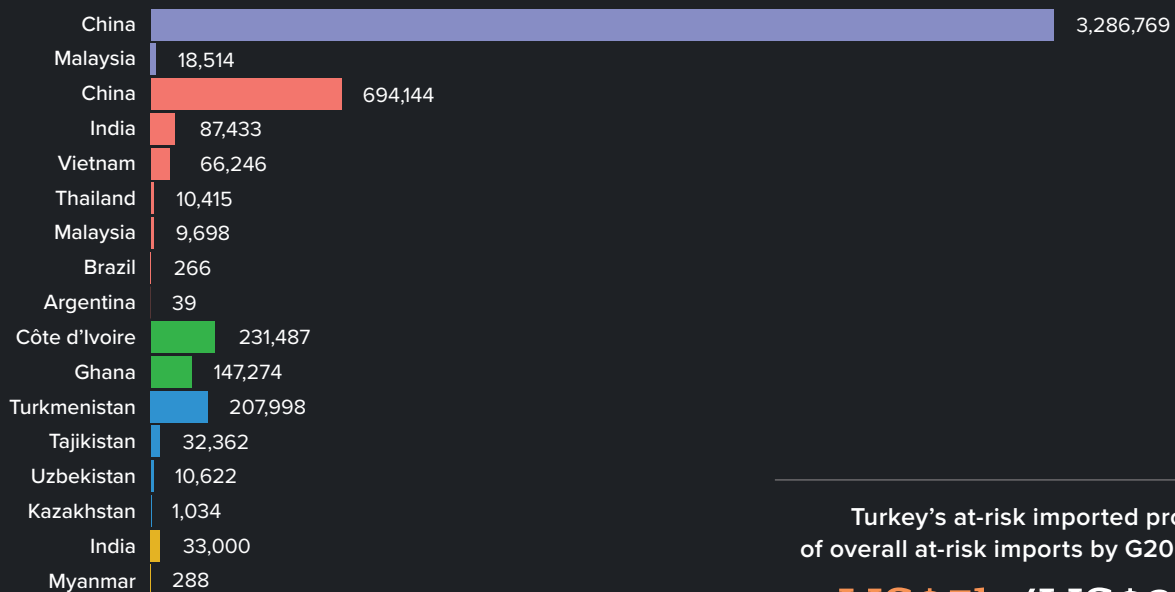 China 3,286,769
Malaysia 18,514
China 694,144
India 87,433
Vietnam 66,246
Thailand 10,415
Malaysia 9,698
Brazil 266
Argentina 39
Côte d’Ivoire 231,487
Ghana 147,274
Turkmenistan 207,998
Tajikistan 32,362
Uzbekistan 10,622
Kazakhstan 1,034
India 33,000
Myanmar 288
Turkey’s at-risk imported
of overall at-risk imports by G20